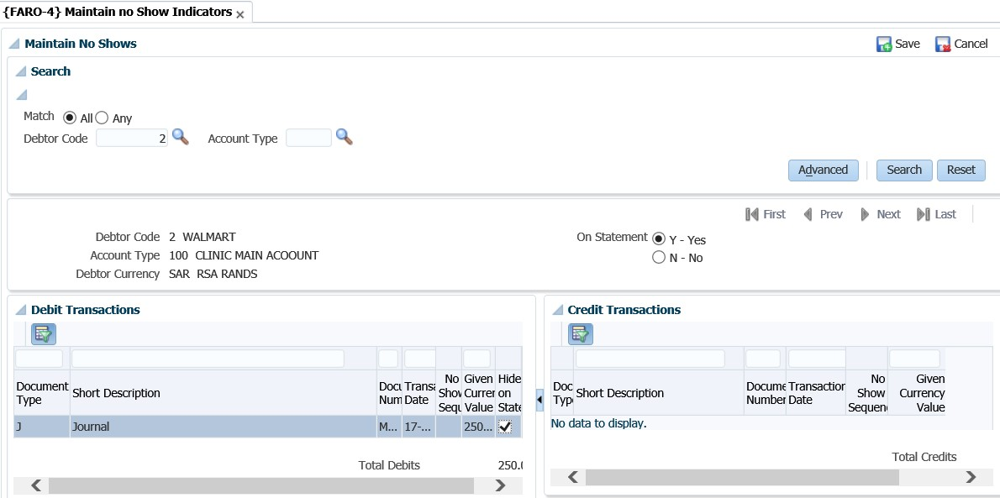 {FARO-4} Maintain no Show Indicators
Maintain No Shows
Save Cancel
Search
Match All Any
Debtor Code 2 Account Type
Advanced Search Reset
First Prev Next Last
Debtor Code 2 WALMART
Account Type 100 CLINIC MAIN ACOOUNT
Debtor Currency SAR RSA RANDS
On Statement Y - Yes
N - No
Debit Transactions
Document Type
Short Description
Docu Num
Transa Date
No Show Sequ
Given Curren Value
Hide on State
J Journal M... 17-... 250...
Total Debits 250.0
Credit Transactions
Doc Type
Short Description
Docume Number
Transaction Date
No Show Sequen
Given Currency Value
No data to display.
Total Credits